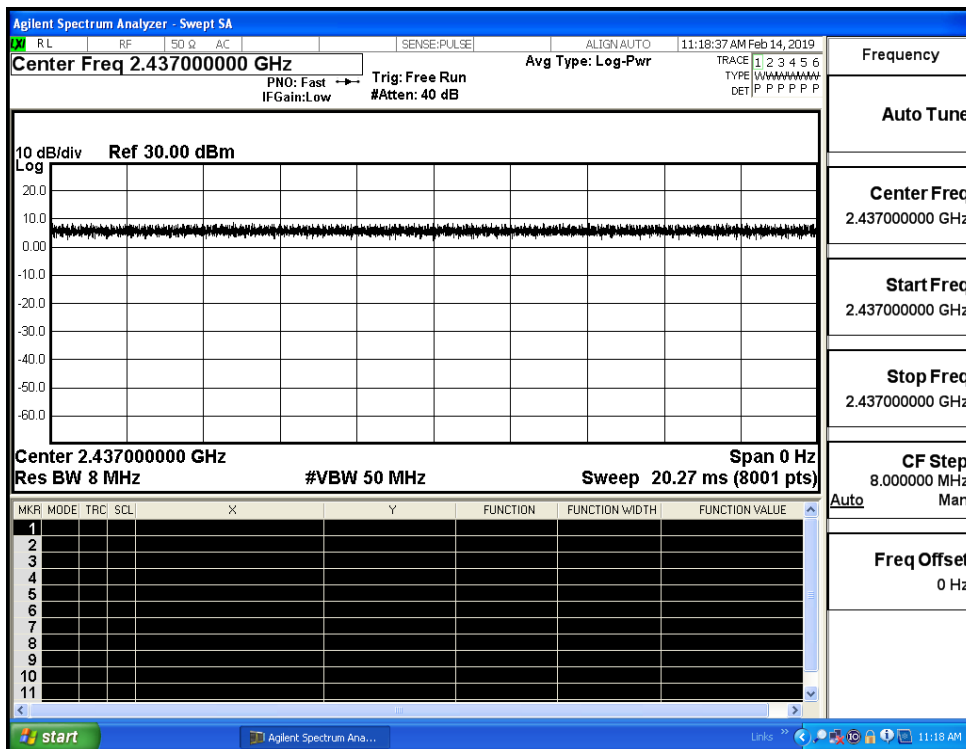 Agilent Spectrum Analyzer - Swept SA
LXI RL RF 50 Ω AC SENSE:PULSE ALIGN AUTO 11:18:37 AM Feb 14, 2019
Center Freq 2.437000000 GHz
PNO: Fast
IFGain:Low
Trig: Free Run
#Atten: 40 dB
Avg Type: Log-Pwr
TRACE 1 2 3 4 5 6
TYPE WWWWWW
DET P P P P P P
10 dB/div Ref 30.00 dBm
Log
20.0
10.0
0.00
-10.0
-20.0
-30.0
-40.0
-50.0
-60.0
Center 2.437000000 GHz Span 0 Hz
Res BW 8 MHz #VBW 50 MHz Sweep 20.27 ms (8001 pts)
MKR MODE TRC SCL X Y FUNCTION FUNCTION WIDTH FUNCTION VALUE
1
2
3
4
5
6
7
8
9
10
11
Frequency
Auto Tune
Center Freq
2.437000000 GHz
Start Freq
2.437000000 GHz
Stop Freq
2.437000000 GHz
CF Step
8.000000 MHz
Auto Man
Freq Offset
0 Hz
start Agilent Spectrum Ana... Links 11:18 AM